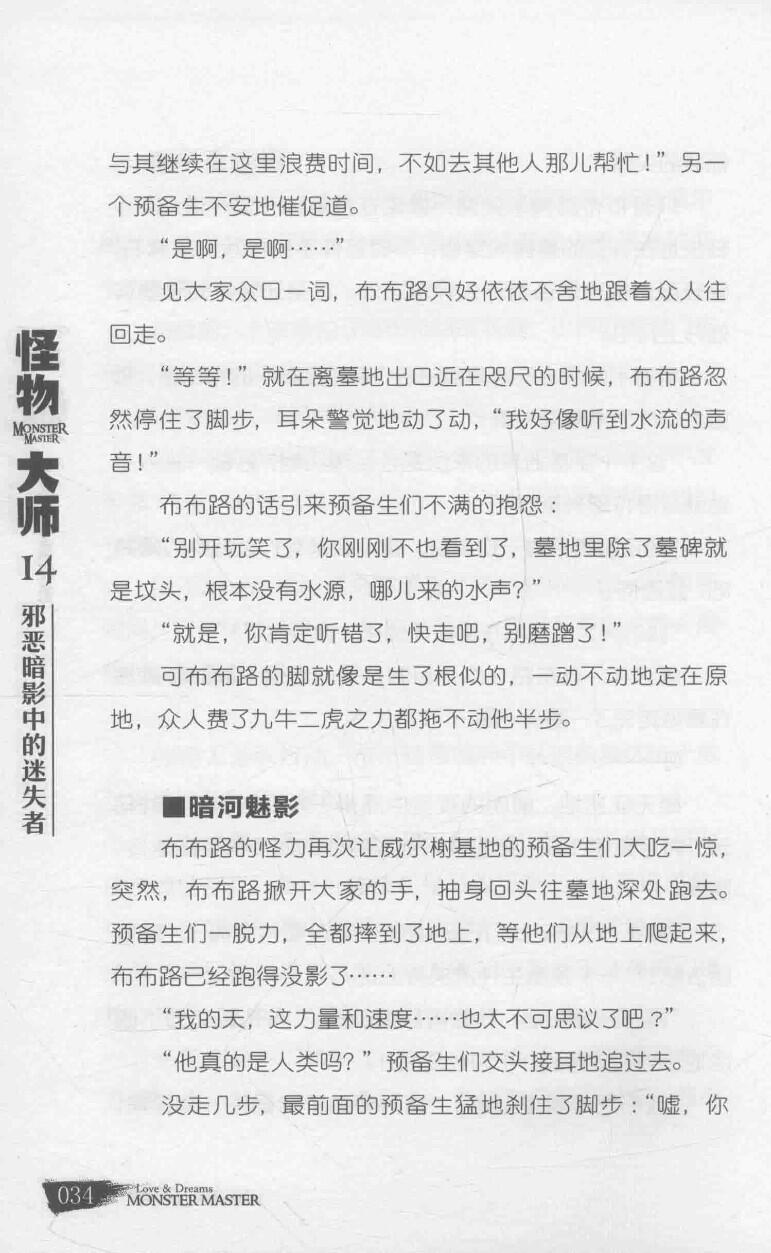 与其继续在这里浪费时间，不如去其他人那儿帮忙！”另一
个预备生不安地催促道。
“是啊，是啊……”
见大家众口一词，布布路只好依依不舍地跟着众人往
回走。
“等等！”就在离墓地出口近在咫尺的时候，布布路忽
然停住了脚步，耳朵警觉地动了动，“我好像听到水流的声
音！”
布布路的话引来预备生们不满的抱怨：
“别开玩笑了，你刚刚不也看到了，墓地里除了墓碑就
是坟头，根本没有水源，哪儿来的水声？”
“就是，你肯定听错了，快走吧，别磨蹭了！”
可布布路的脚就像是生了根似的，一动不动地定在原
地，众人费了九牛二虎之力都拖不动他半步。
■暗河魅影
布布路的怪力再次让威尔榭基地的预备生们大吃一惊，
突然，布布路掀开大家的手，抽身回头往墓地深处跑去。
预备生们一脱力，全都摔到了地上，等他们从地上爬起来，
布布路已经跑得没影了……
“我的天，这力量和速度……也太不可思议了吧？”
“他真的是人类吗？”预备生们交头接耳地追过去。
没走几步，最前面的预备生猛地刹住了脚步：“嘘，你
怪物
MONSTER
MASTER
大师
14
邪恶暗影中的迷失者
034
Love & Dreams
MONSTER MASTER